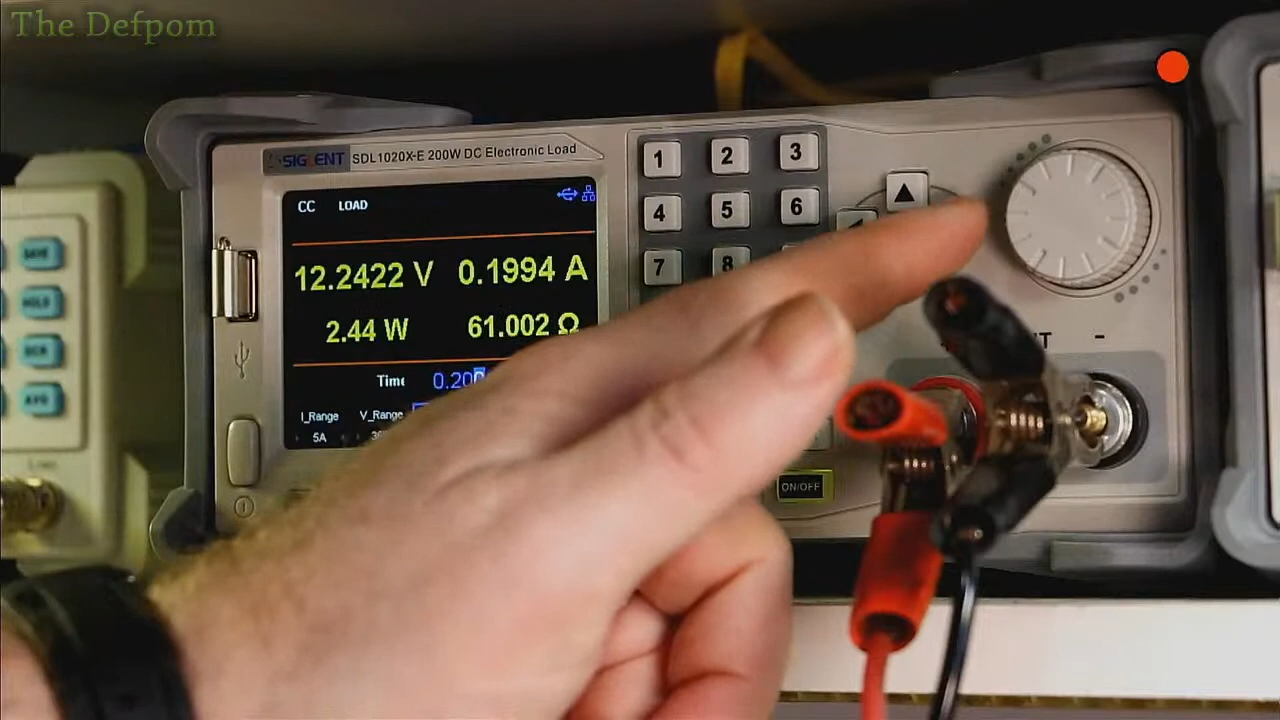 The Defpom
SIGLENT SDL1020X-E 200W DC Electronic Load
CC LOAD
12.2422 V 0.1994 A
2.44 W 61.002 Ω
Time 0.200
I_Range V_Range
5A
1 2 3
4 5 6
7 8
ON/OFF
-